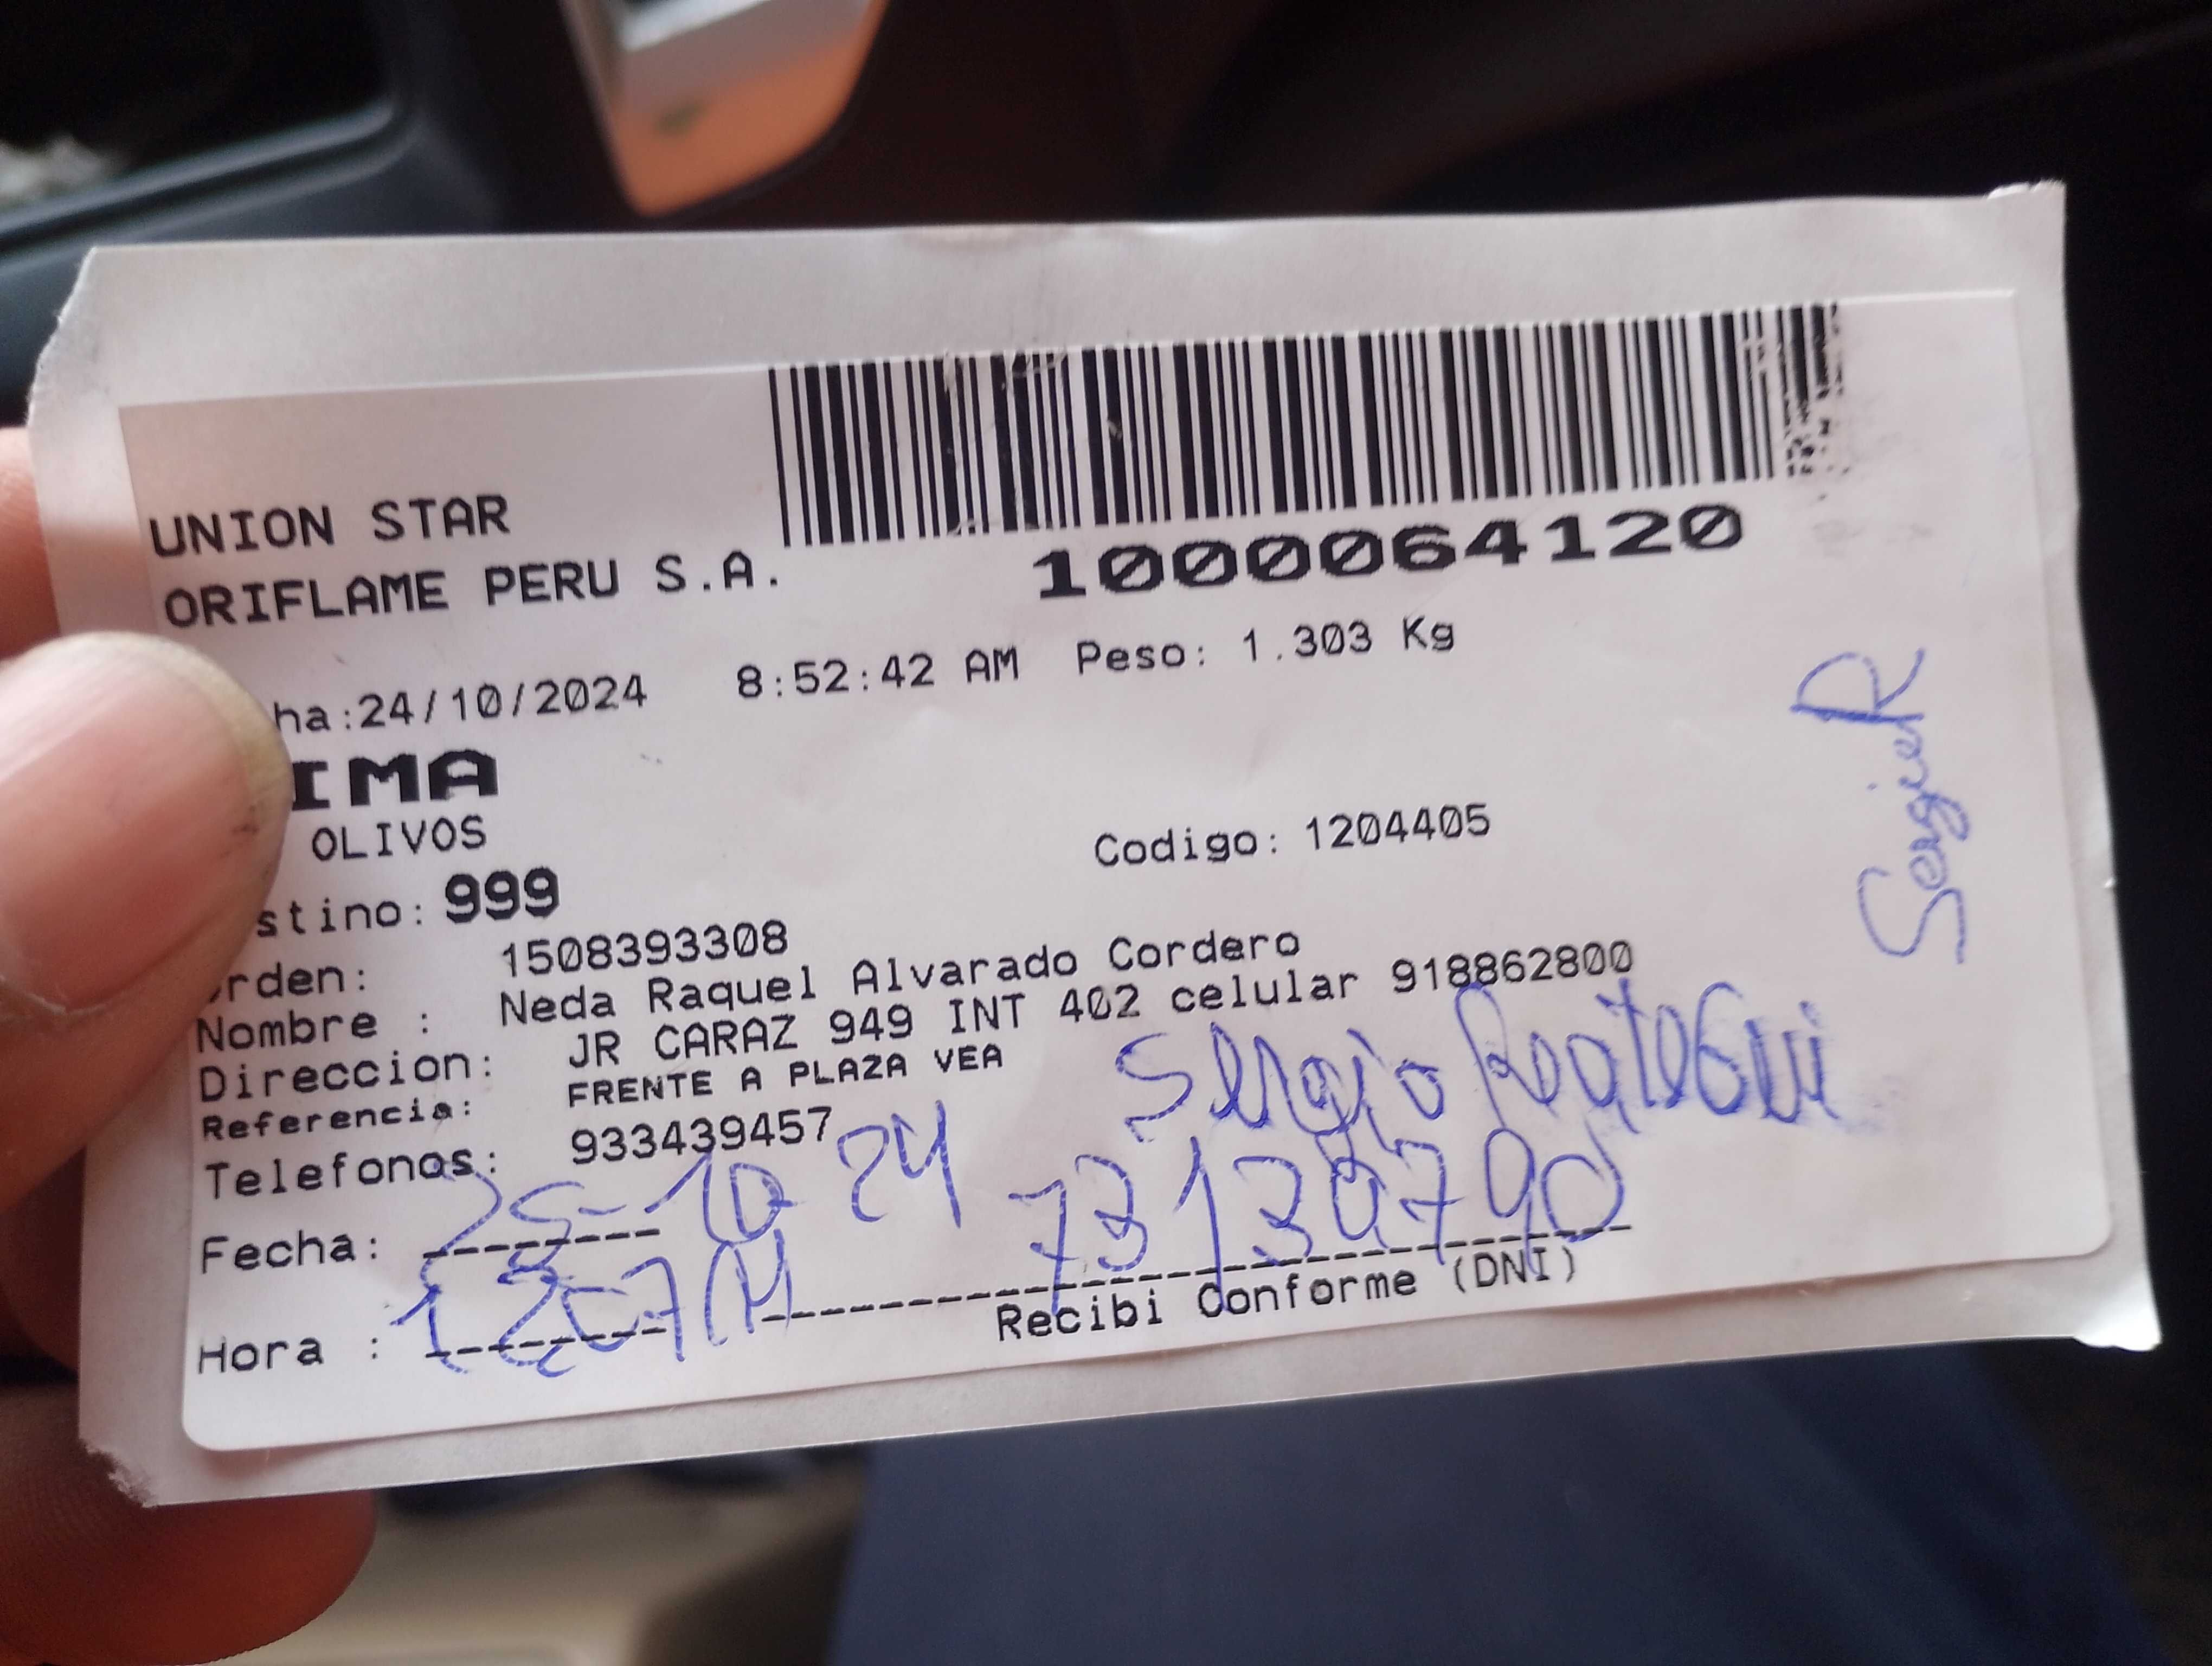 UNION STAR
ORIFLAME PERU S.A.
1000064120
ha:24/10/2024 8:52:42 AM Peso: 1.303 Kg
IMA
OLIVOS
Codigo: 1204405
stino: 999
rden: 1508393308
Nombre : Neda Raquel Alvarado Cordero
Direccion: JR CARAZ 949 INT 402 celular 918862800
Referencia: FRENTE A PLAZA VEA
Telefonos: 933439457
Sergio
Fecha: 25-10 24
Hora :
Recibi Conforme (DNI)
Sergio R